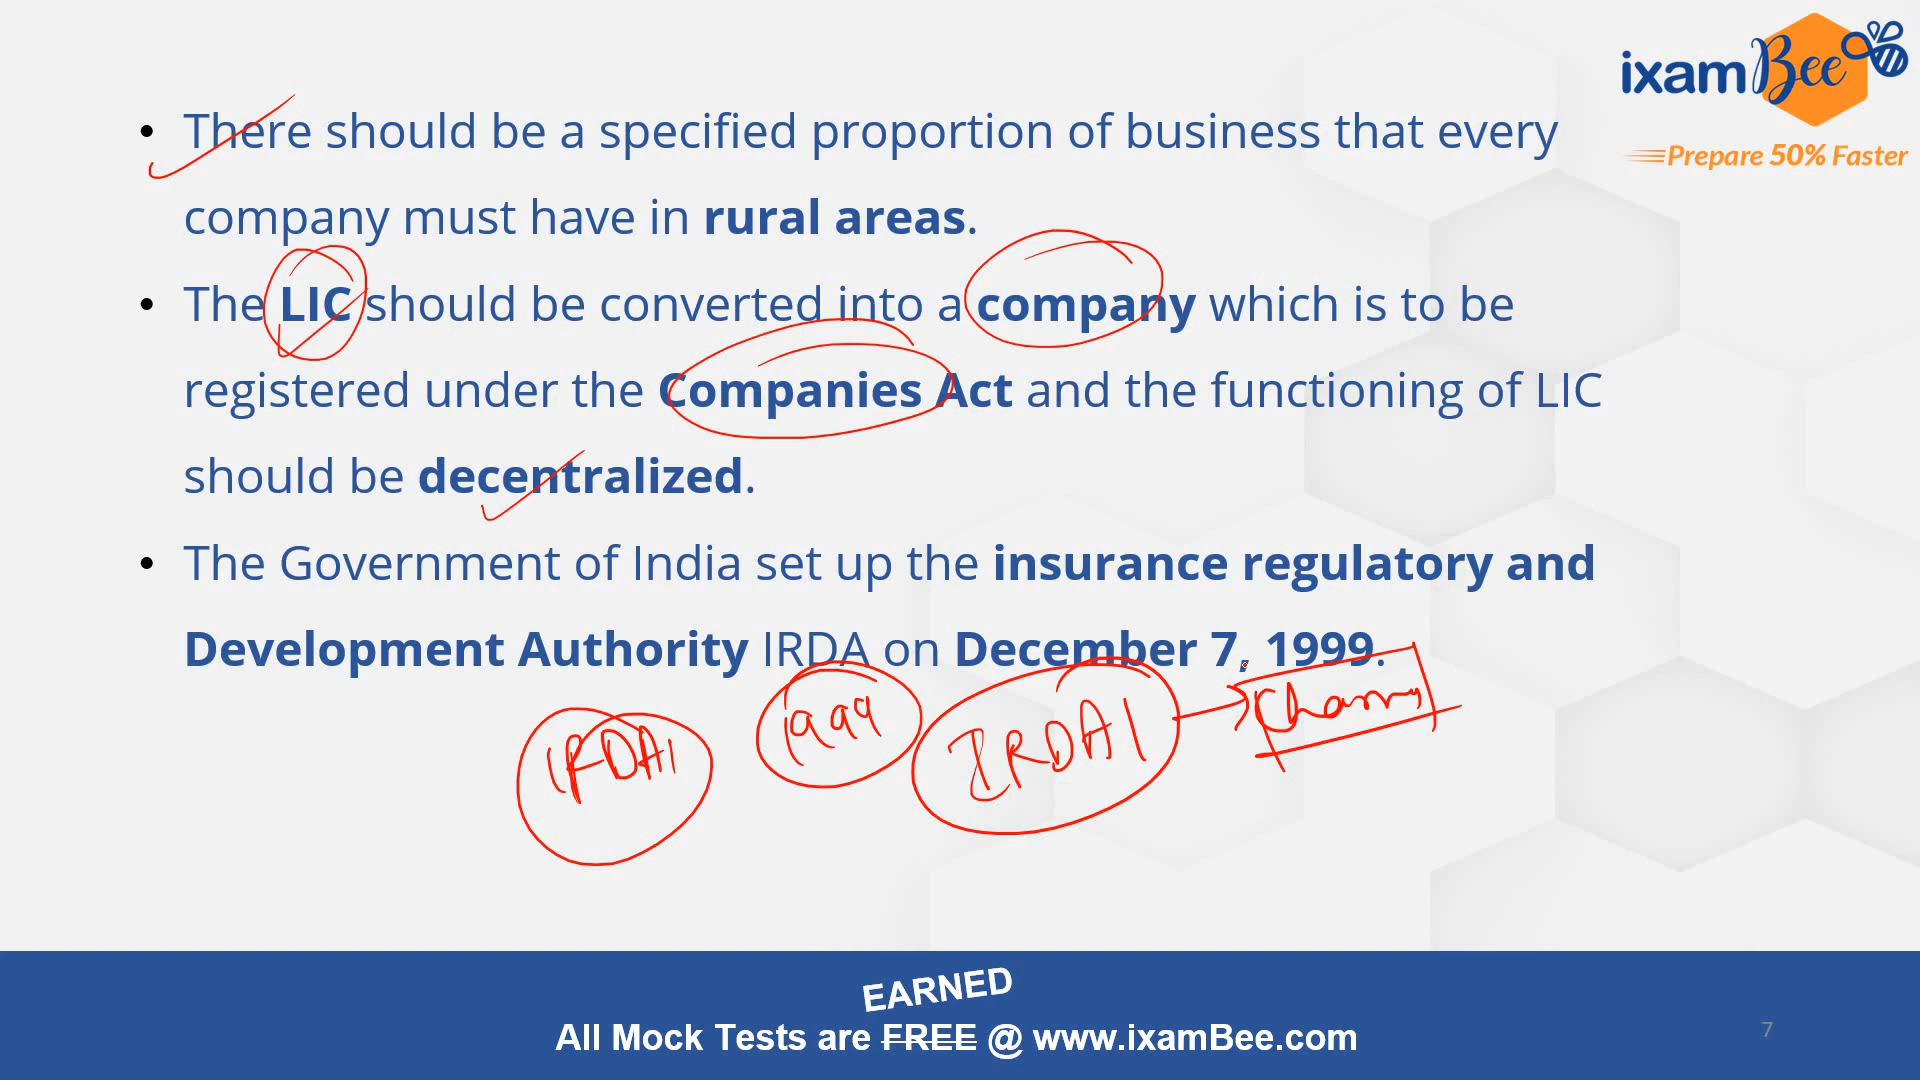 ixamBee
Prepare 50% Faster
• There should be a specified proportion of business that every
company must have in rural areas.
• The LIC should be converted into a company which is to be
registered under the Companies Act and the functioning of LIC
should be decentralized.
• The Government of India set up the insurance regulatory and
Development Authority IRDA on December 7, 1999.
IRDAI 1999 IRDAI
EARNED
All Mock Tests are FREE @ www.ixamBee.com
7